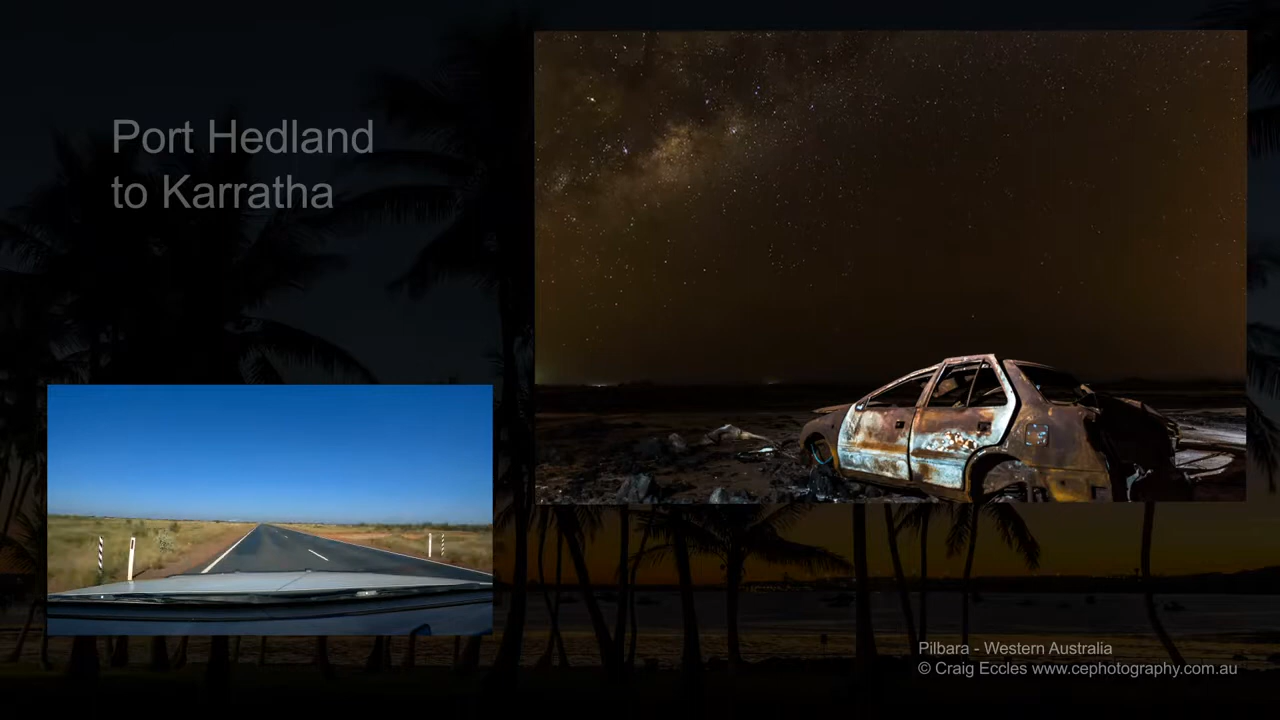 Port Hedland
to Karratha
Pilbara - Western Australia
© Craig Eccles www.cephotography.com.au